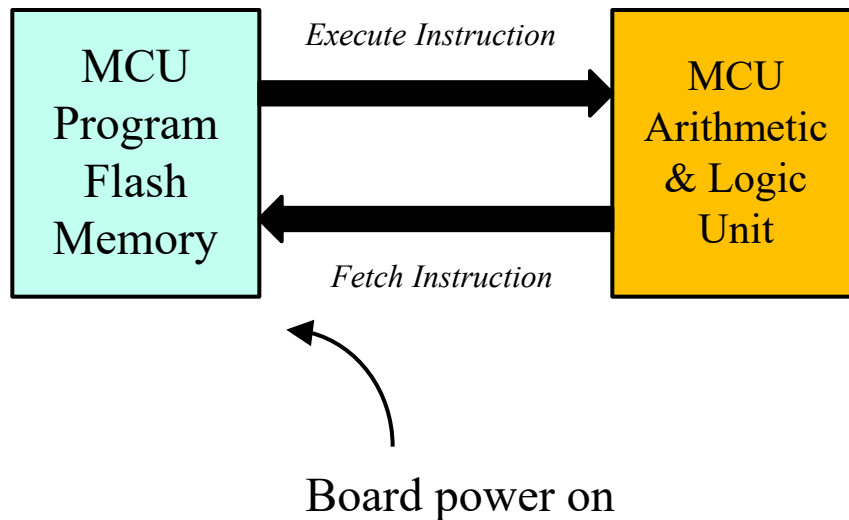 MCU
Program
Flash
Memory
Execute Instruction
Fetch Instruction
MCU
Arithmetic
& Logic
Unit
Board power on